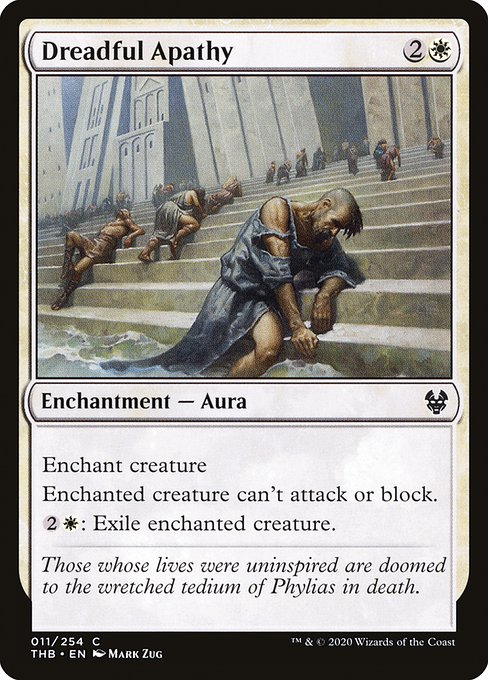 Dreadful Apathy 2
Enchantment — Aura
Enchant creature
Enchanted creature can't attack or block.
2 : Exile enchanted creature.
Those whose lives were uninspired are doomed
to the wretched tedium of Phylias in death.
011/254 C
THB • EN Mark Zug
™ & © 2020 Wizards of the Coast